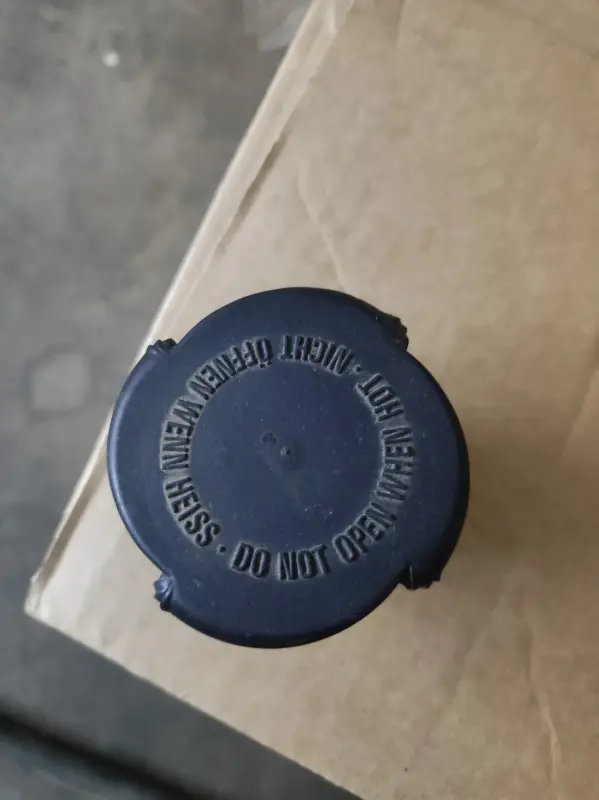 DO NOT OPEN WHEN HOT · NICHT ÖFFNEN WENN HEISS ·